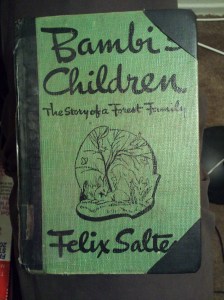 Bambi's
Children
The Story of a Forest Family
Felix Salte